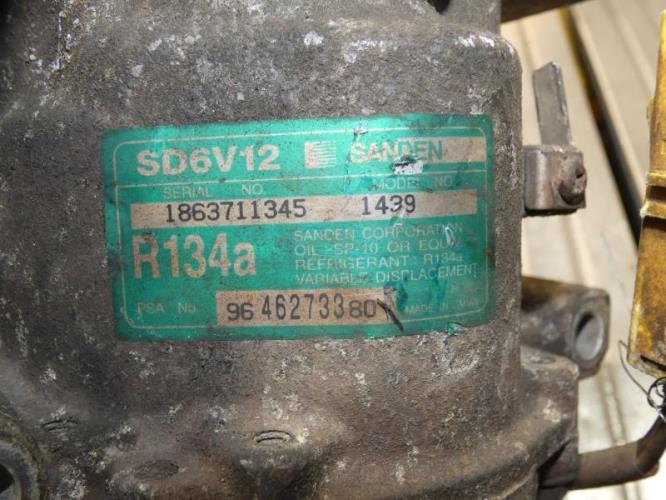 SD6V12 SANDEN
SERIAL NO. MODEL NO.
1863711345 1439
R134a
SANDEN CORPORATION
OIL SP-10 OR EQUIV
REFRIGERANT: R134a
VARIABLE DISPLACEMENT
PSA No 96 462733 80 MADE IN